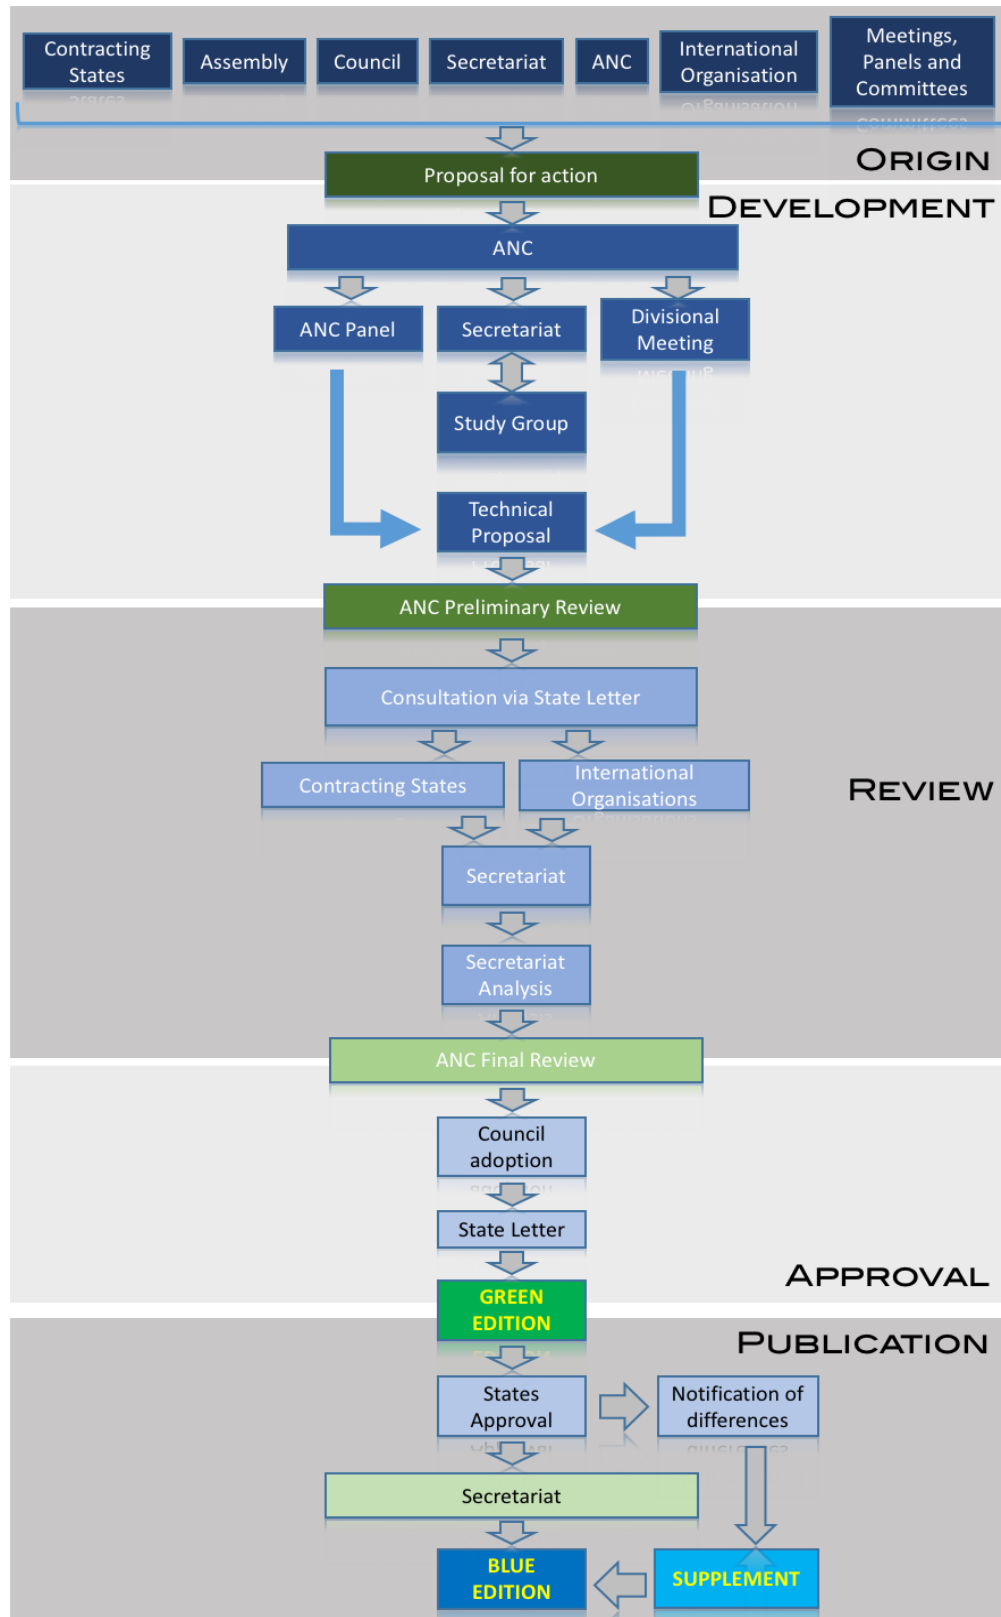 Contracting
States
Assembly
Council
Secretariat
ANC
International
Organisation
Meetings,
Panels and
Committees
ORIGIN
Proposal for action
DEVELOPMENT
ANC
ANC Panel
Secretariat
Divisional
Meeting
Study Group
Technical
Proposal
ANC Preliminary Review
Consultation via State Letter
Contracting States
International
Organisations
REVIEW
Secretariat
Secretariat
Analysis
ANC Final Review
Council
adoption
State Letter
APPROVAL
GREEN
EDITION
PUBLICATION
States
Approval
Notification of
differences
Secretariat
BLUE
EDITION
SUPPLEMENT